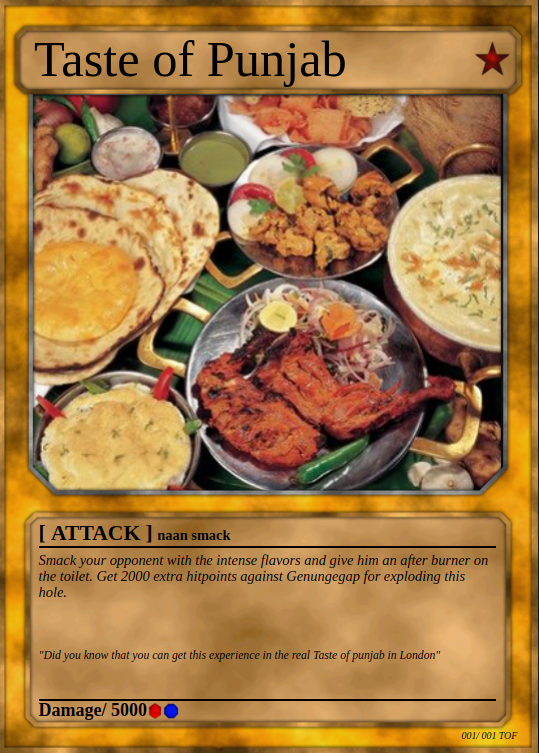 Taste of Punjab
[ ATTACK ] naan smack
Smack your opponent with the intense flavors and give him an after burner on
the toilet. Get 2000 extra hitpoints against Genungegap for exploding this
hole.
"Did you know that you can get this experience in the real Taste of punjab in London"
Damage/ 5000
001/ 001 TOF